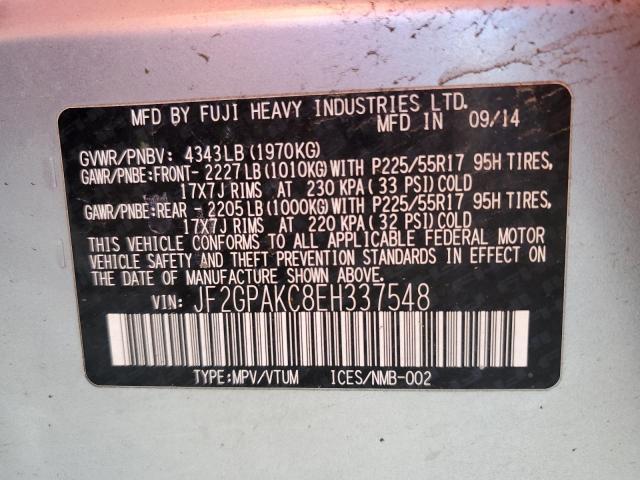 MFD BY FUJI HEAVY INDUSTRIES LTD.
MFD IN 09/14
GVWR/PNBV: 4343LB(1970KG)
GAWR/PNBE:FRONT- 2227LB(1010KG)WITH P225/55R17 95H TIRES,
17X7J RIMS AT 230 KPA( 33 PSI)COLD
GAWR/PNBE:REAR - 2205LB(1000KG)WITH P225/55R17 95H TIRES,
17X7J RIMS AT 220 KPA( 32 PSI)COLD
THIS VEHICLE CONFORMS TO ALL APPLICABLE FEDERAL MOTOR
VEHICLE SAFETY AND THEFT PREVENTION STANDARDS IN EFFECT ON
THE DATE OF MANUFACTURE SHOWN ABOVE.
VIN: JF2GPAKC8EH337548
TYPE:MPV/VTUM ICES/NMB-002